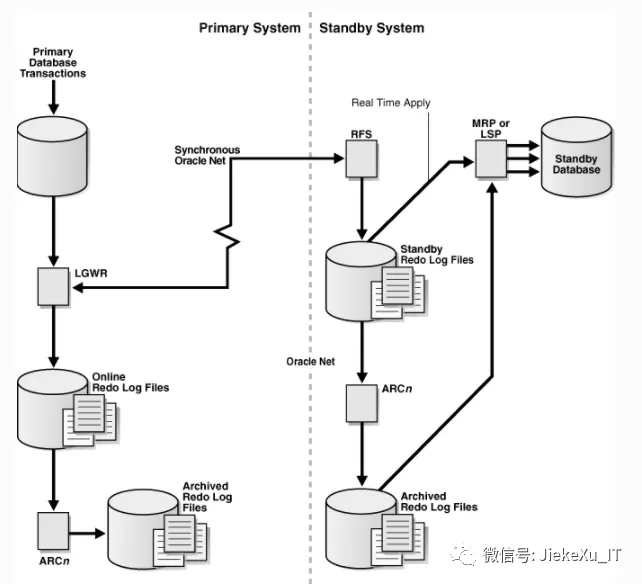 Primary System
Standby System
Primary
Database
Transactions
Real Time Apply
Synchronous
Oracle Net
RFS
MRP or
LSP
Standby
Database
LGWR
Standby
Redo Log Files
Oracle Net
Online
Redo Log Files
ARCn
Archived
Redo Log
Files
Archived
Redo Log Files
ARCn
微信号: JiekeXu_IT